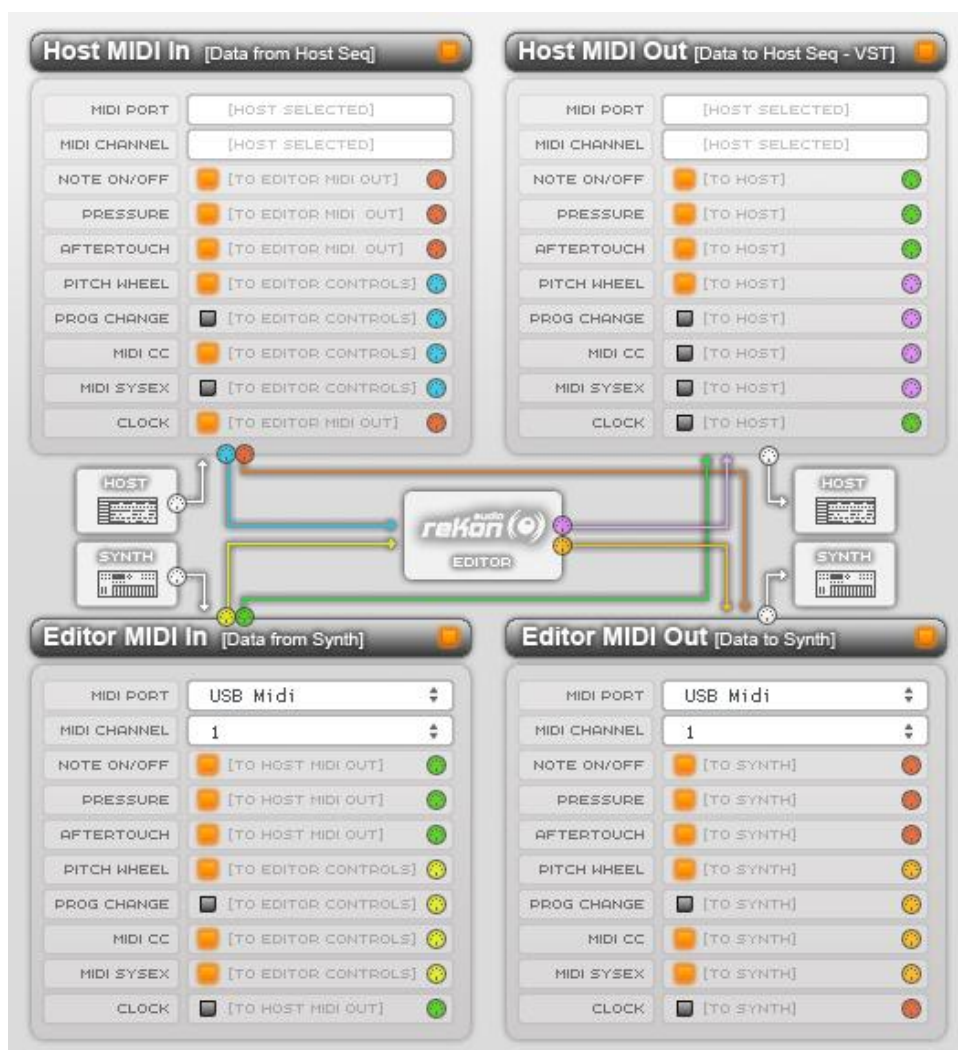 Host MIDI In [Data from Host Seq]
MIDI PORT [HOST SELECTED]
MIDI CHANNEL [HOST SELECTED]
NOTE ON/OFF [TO EDITOR MIDI OUT]
PRESSURE [TO EDITOR MIDI OUT]
AFTERTOUCH [TO EDITOR MIDI OUT]
PITCH WHEEL [TO EDITOR CONTROLS]
PROG CHANGE [TO EDITOR CONTROLS]
MIDI CC [TO EDITOR CONTROLS]
MIDI SYSEX [TO EDITOR CONTROLS]
CLOCK [TO EDITOR MIDI OUT]
Host MIDI Out [Data to Host Seq - VST]
MIDI PORT [HOST SELECTED]
MIDI CHANNEL [HOST SELECTED]
NOTE ON/OFF [TO HOST]
PRESSURE [TO HOST]
AFTERTOUCH [TO HOST]
PITCH WHEEL [TO HOST]
PROG CHANGE [TO HOST]
MIDI CC [TO HOST]
MIDI SYSEX [TO HOST]
CLOCK [TO HOST]
HOST
SYNTH
audio
reKon
EDITOR
HOST
SYNTH
Editor MIDI In [Data from Synth]
MIDI PORT USB Midi
MIDI CHANNEL 1
NOTE ON/OFF [TO HOST MIDI OUT]
PRESSURE [TO HOST MIDI OUT]
AFTERTOUCH [TO HOST MIDI OUT]
PITCH WHEEL [TO EDITOR CONTROLS]
PROG CHANGE [TO EDITOR CONTROLS]
MIDI CC [TO EDITOR CONTROLS]
MIDI SYSEX [TO EDITOR CONTROLS]
CLOCK [TO HOST MIDI OUT]
Editor MIDI Out [Data to Synth]
MIDI PORT USB Midi
MIDI CHANNEL 1
NOTE ON/OFF [TO SYNTH]
PRESSURE [TO SYNTH]
AFTERTOUCH [TO SYNTH]
PITCH WHEEL [TO SYNTH]
PROG CHANGE [TO SYNTH]
MIDI CC [TO SYNTH]
MIDI SYSEX [TO SYNTH]
CLOCK [TO SYNTH]